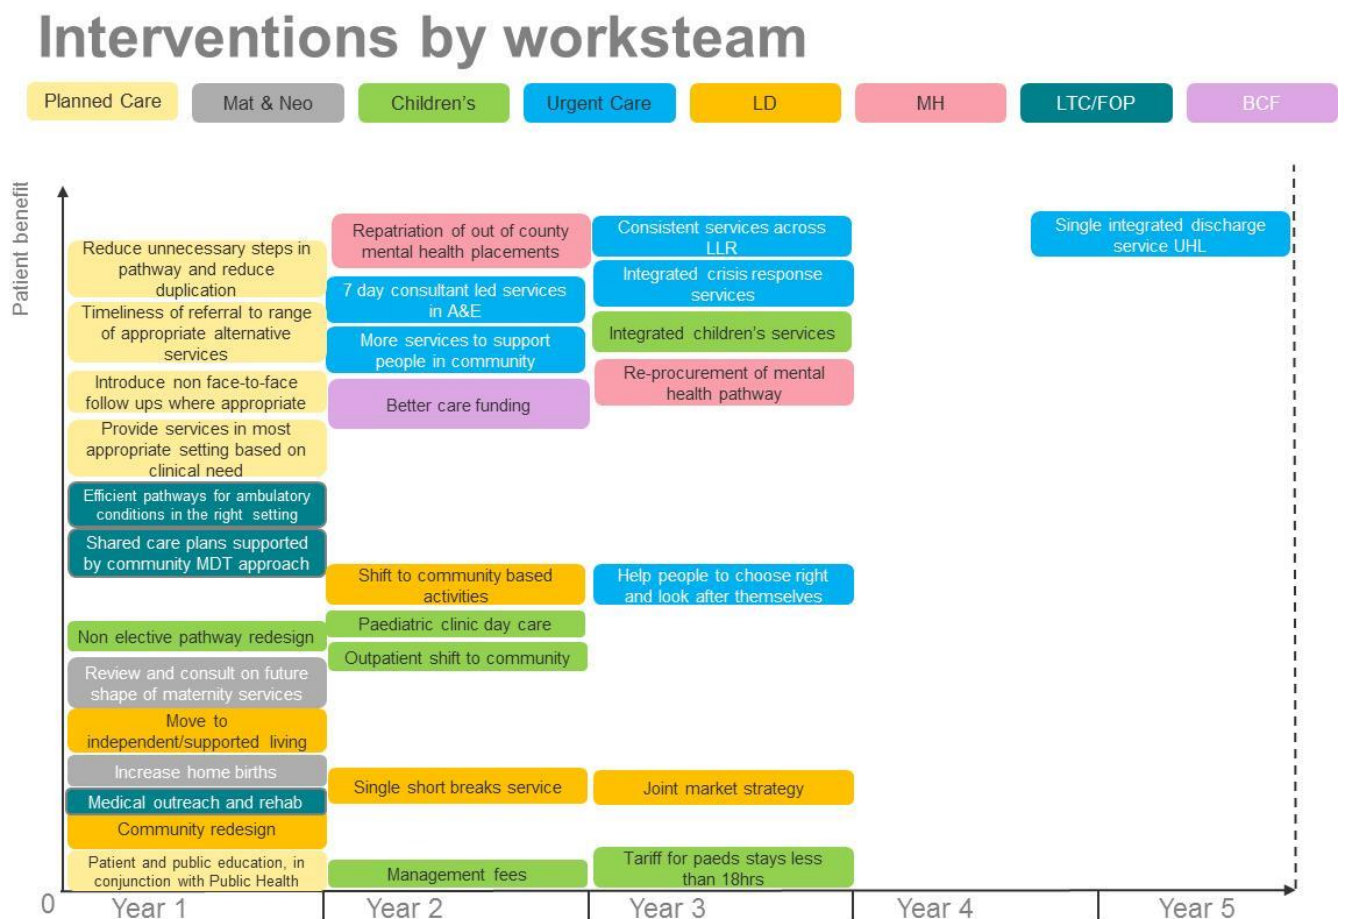 Interventions by worksteam
Planned Care
Mat & Neo
Children's
Urgent Care
LD
MH
LTC/FOP
BCF
Patient benefit
Reduce unnecessary steps in
pathway and reduce
duplication
Timeliness of referral to range
of appropriate alternative
services
Introduce non face-to-face
follow ups where appropriate
Provide services in most
appropriate setting based on
clinical need
Efficient pathways for ambulatory
conditions in the right setting
Shared care plans supported
by community MDT approach
Non elective pathway redesign
Review and consult on future
shape of maternity services
Move to
independent/supported living
Increase home births
Medical outreach and rehab
Community redesign
Patient and public education, in
conjunction with Public Health
Repatriation of out of county
mental health placements
7 day consultant led services
in A&E
More services to support
people in community
Better care funding
Shift to community based
activities
Paediatric clinic day care
Outpatient shift to community
Single short breaks service
Management fees
Consistent services across
LLR
Integrated crisis response
services
Integrated children's services
Re-procurement of mental
health pathway
Help people to choose right
and look after themselves
Joint market strategy
Tariff for paeds stays less
than 18hrs
Single integrated discharge
service UHL
0
Year 1
Year 2
Year 3
Year 4
Year 5